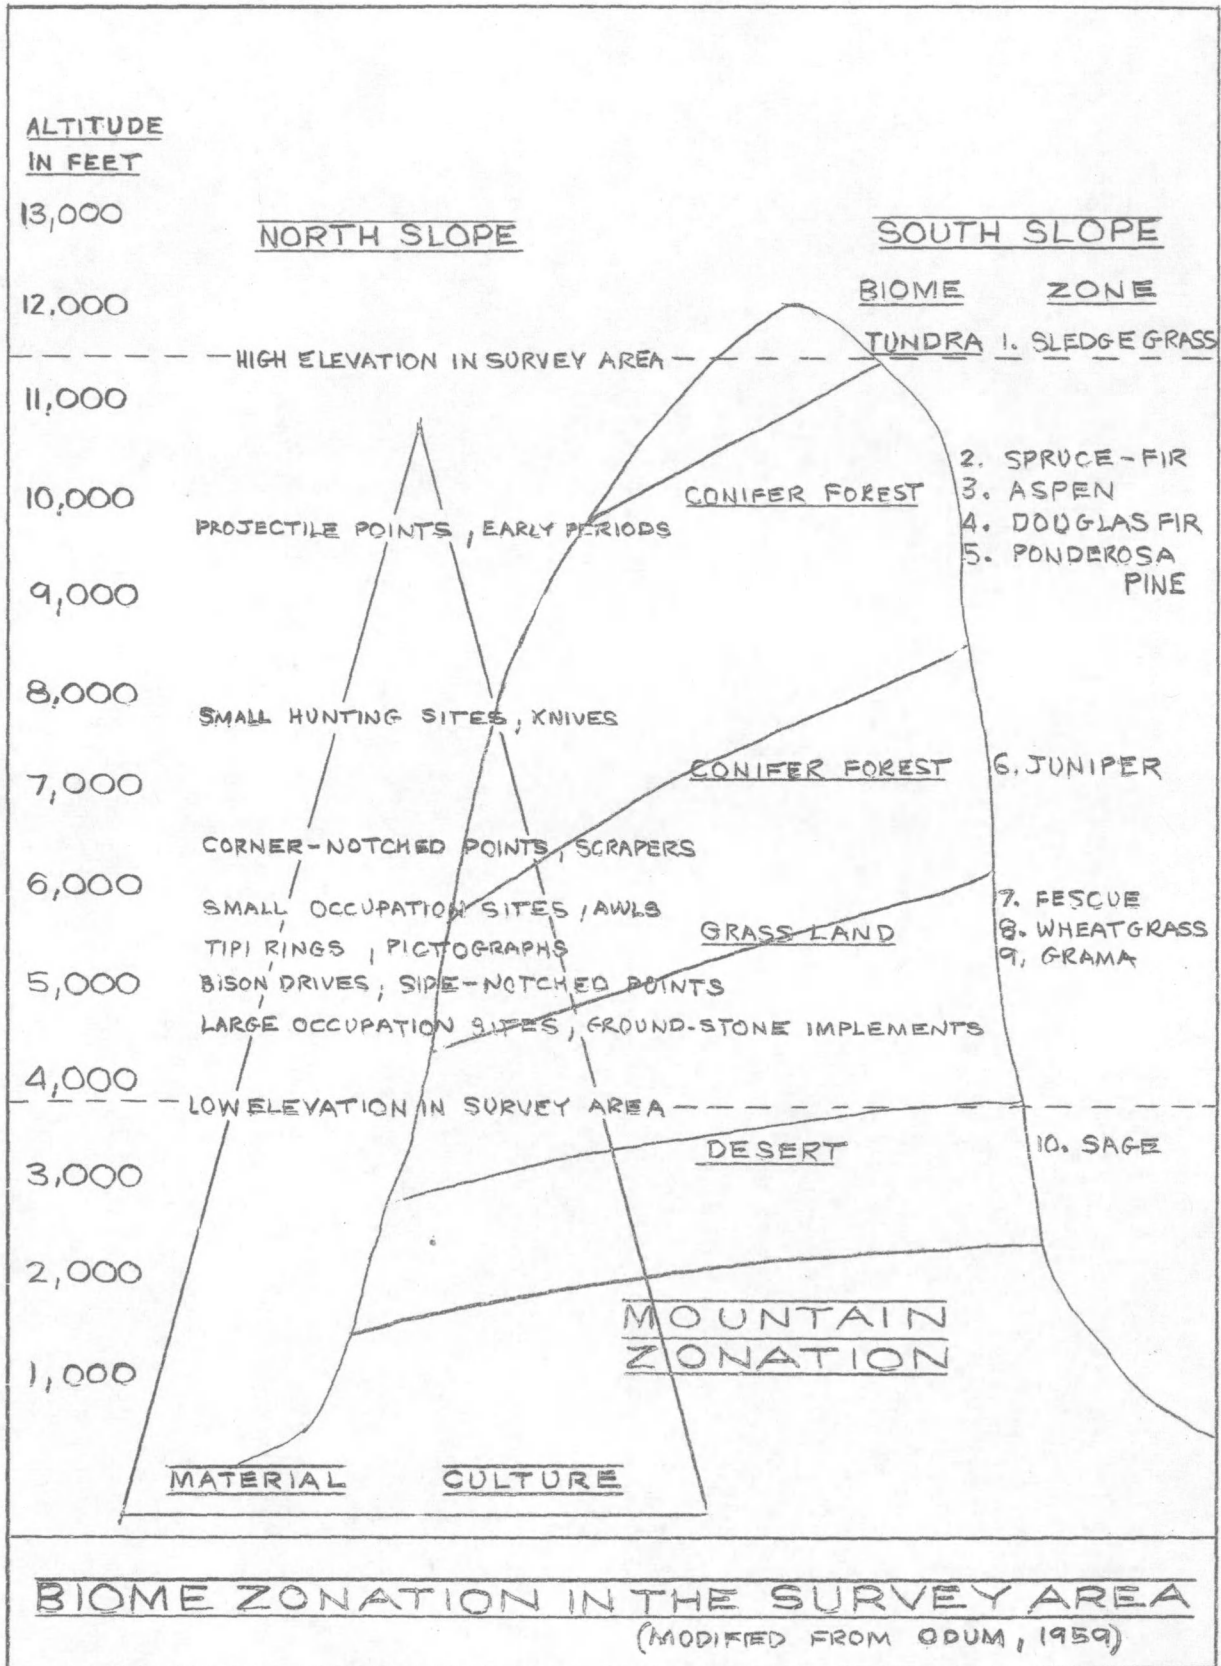 ALTITUDE
IN FEET
13,000
NORTH SLOPE
SOUTH SLOPE
12,000
BIOME ZONE
TUNDRA 1. SLEDGE GRASS
HIGH ELEVATION IN SURVEY AREA
11,000
2. SPRUCE-FIR
10,000
CONIFER FOREST
3. ASPEN
PROJECTILE POINTS, EARLY PERIODS
4. DOUGLAS FIR
5. PONDEROSA
PINE
9,000
8,000
SMALL HUNTING SITES, KNIVES
7,000
CONIFER FOREST
6. JUNIPER
CORNER-NOTCHED POINTS, SCRAPERS
6,000
SMALL OCCUPATION SITES, AWLS
7. FESCUE
GRASS LAND
8. WHEATGRASS
TIPI RINGS, PICTOGRAPHS
9. GRAMA
5,000
BISON DRIVES, SIDE-NOTCHED POINTS
LARGE OCCUPATION SITES, GROUND-STONE IMPLEMENTS
4,000
LOW ELEVATION IN SURVEY AREA
DESERT
10. SAGE
3,000
2,000
MOUNTAIN
ZONATION
1,000
MATERIAL CULTURE
BIOME ZONATION IN THE SURVEY AREA
(MODIFIED FROM ODUM, 1959)